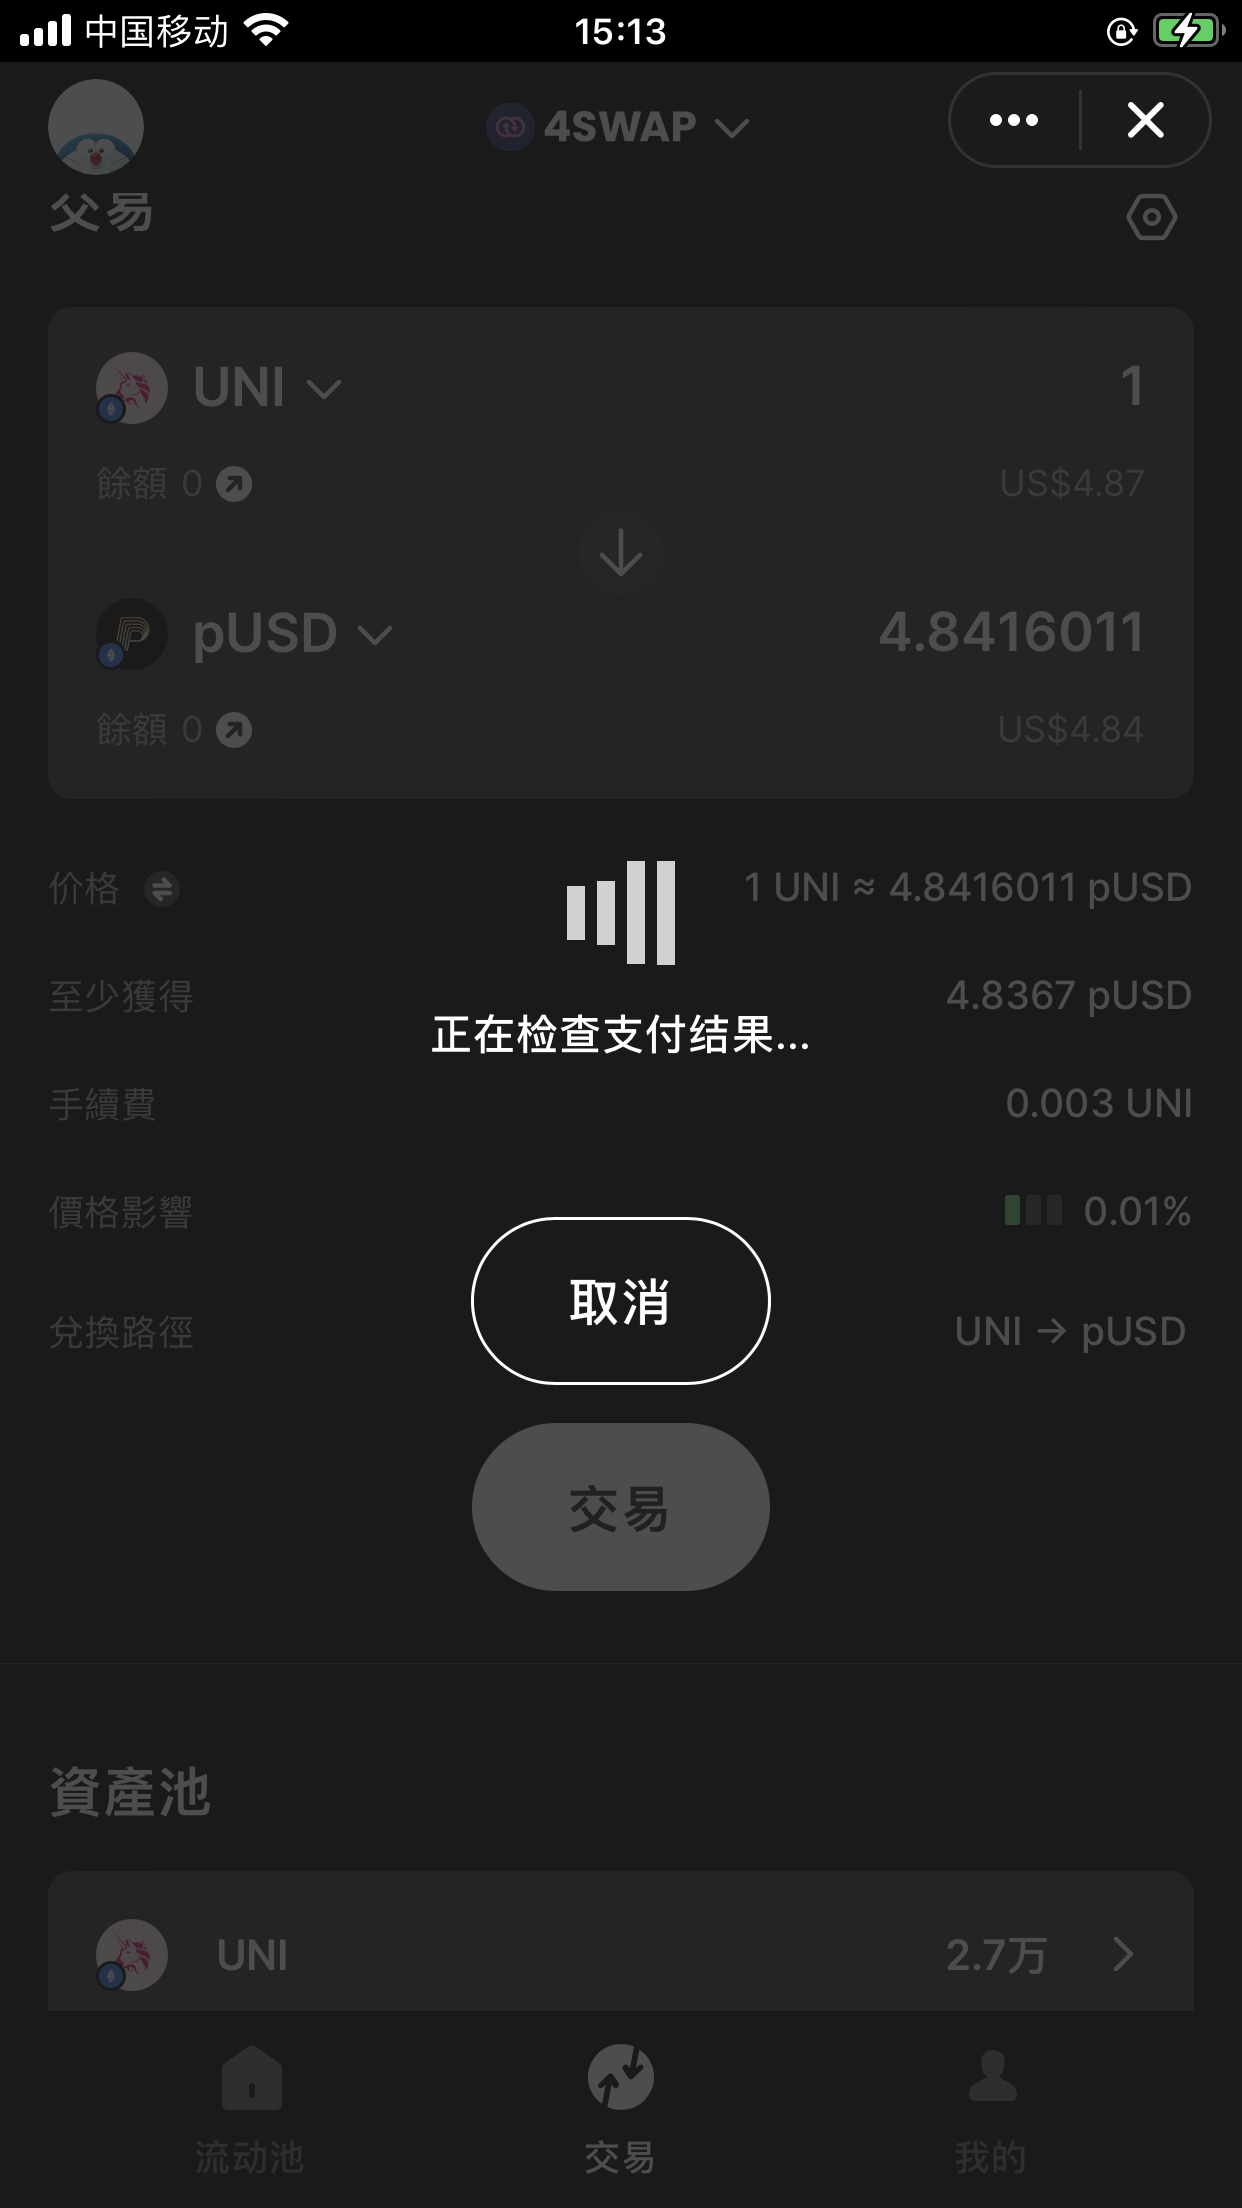 中国移动
15:13
4SWAP
交易
UNI
1
餘額 0
US$4.87
pUSD
4.8416011
餘額 0
US$4.84
价格
1 UNI ≈ 4.8416011 pUSD
至少獲得
4.8367 pUSD
正在检查支付结果...
手續費
0.003 UNI
價格影響
0.01%
取消
兌換路徑
UNI → pUSD
交易
資產池
UNI
2.7万
流动池
交易
我的